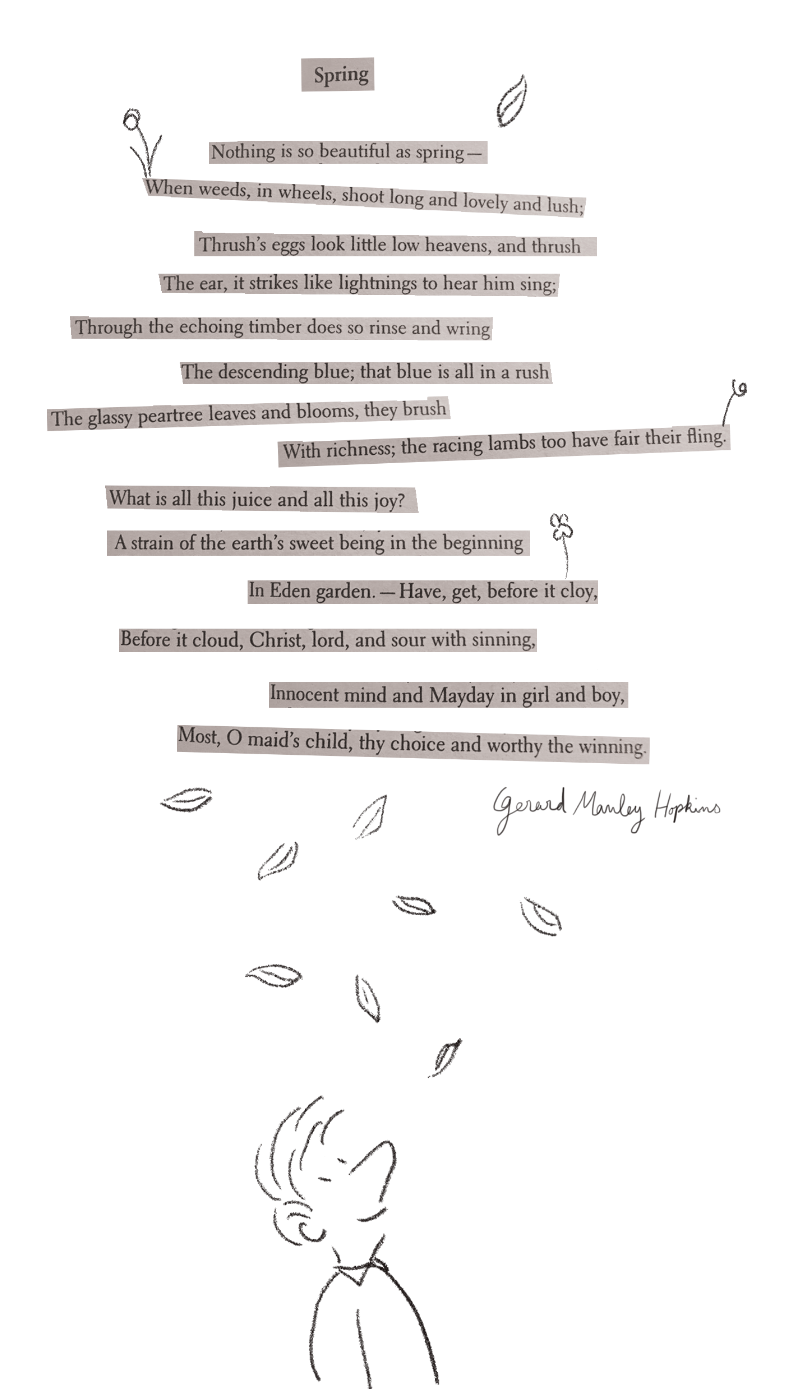 Spring
Nothing is so beautiful as spring—
When weeds, in wheels, shoot long and lovely and lush;
Thrush's eggs look little low heavens, and thrush
The ear, it strikes like lightnings to hear him sing;
Through the echoing timber does so rinse and wring
The descending blue; that blue is all in a rush
The glassy peartree leaves and blooms, they brush
With richness; the racing lambs too have fair their fling.
What is all this juice and all this joy?
A strain of the earth's sweet being in the beginning
In Eden garden. — Have, get, before it cloy,
Before it cloud, Christ, lord, and sour with sinning,
Innocent mind and Mayday in girl and boy,
Most, O maid's child, thy choice and worthy the winning.
Gerard Manley Hopkins